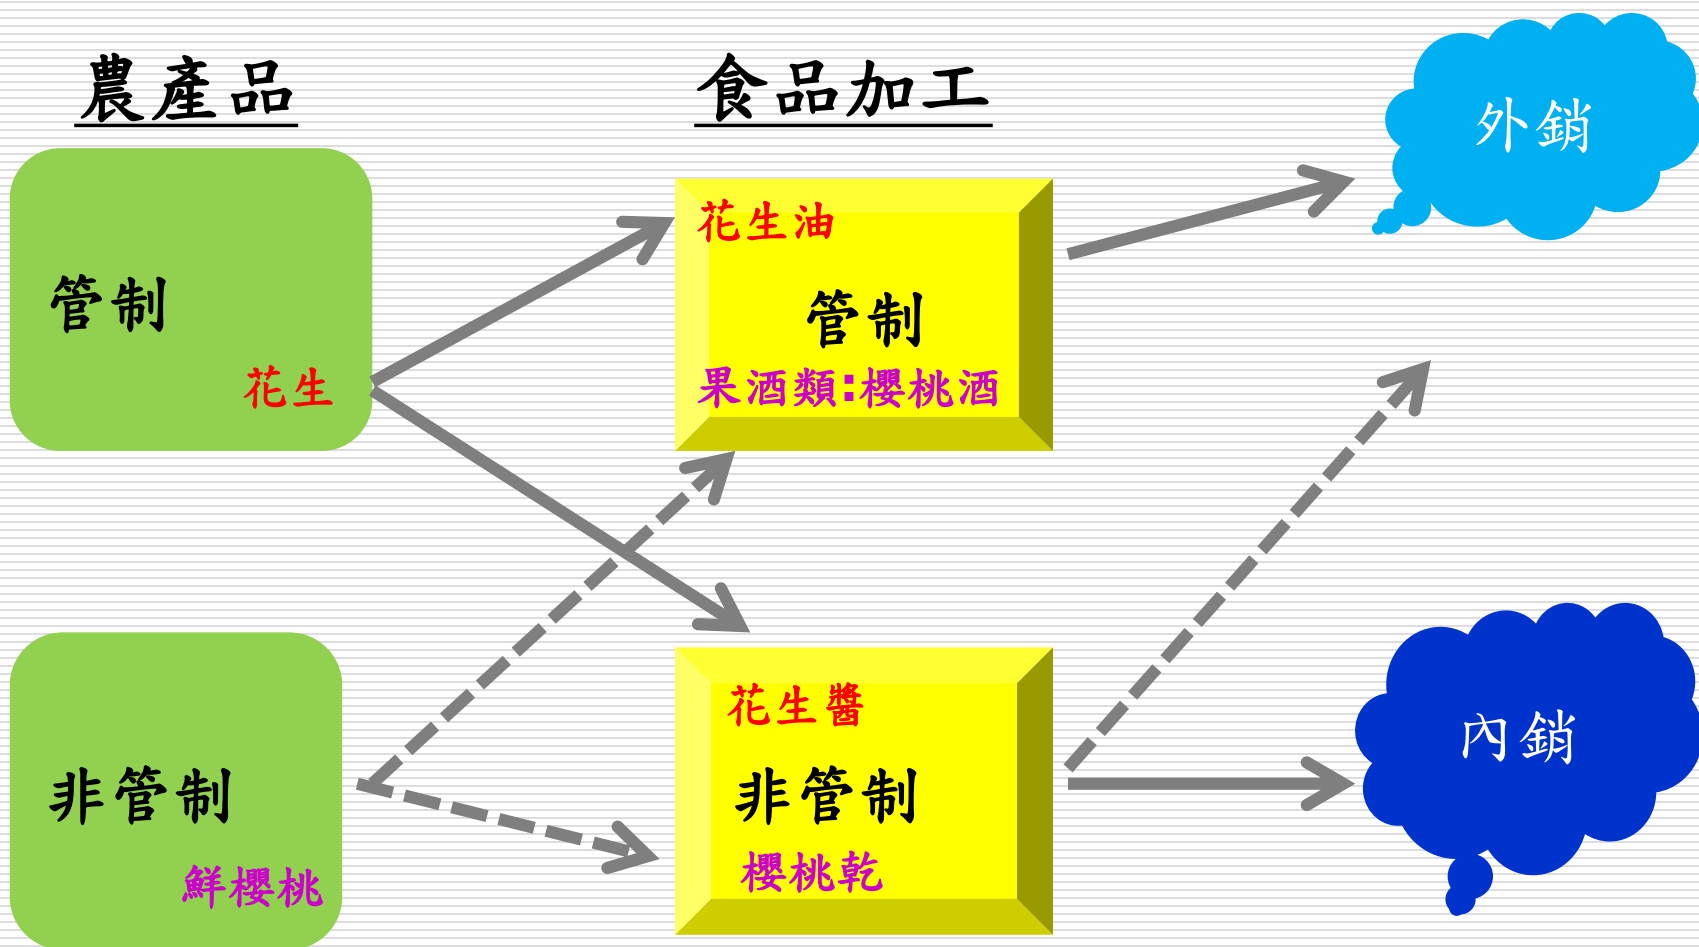 農產品
食品加工
外銷
管制
花生
花生油
管制
果酒類:櫻桃酒
非管制
鮮櫻桃
花生醬
非管制
櫻桃乾
內銷